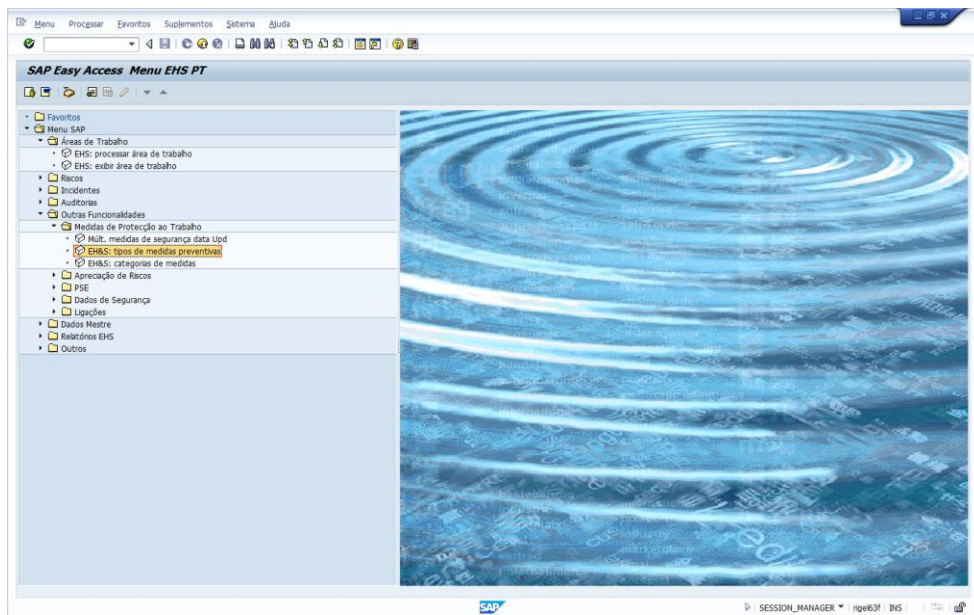 Menu Processar Favoritos Suplementos Sistema Ajuda
SAP Easy Access Menu EHS PT
Favoritos
Menu SAP
Áreas de Trabalho
EHS: processar área de trabalho
EHS: exibir área de trabalho
Riscos
Incidentes
Auditorias
Outras Funcionalidades
Medidas de Protecção ao Trabalho
Múlt. medidas de segurança data Upd
EH&S: tipos de medidas preventivas
EH&S: categorias de medidas
Apreciação de Riscos
PSE
Dados de Segurança
Ligações
Dados Mestre
Relatórios EHS
Outros
SAP
SESSION_MANAGER rigel63f INS